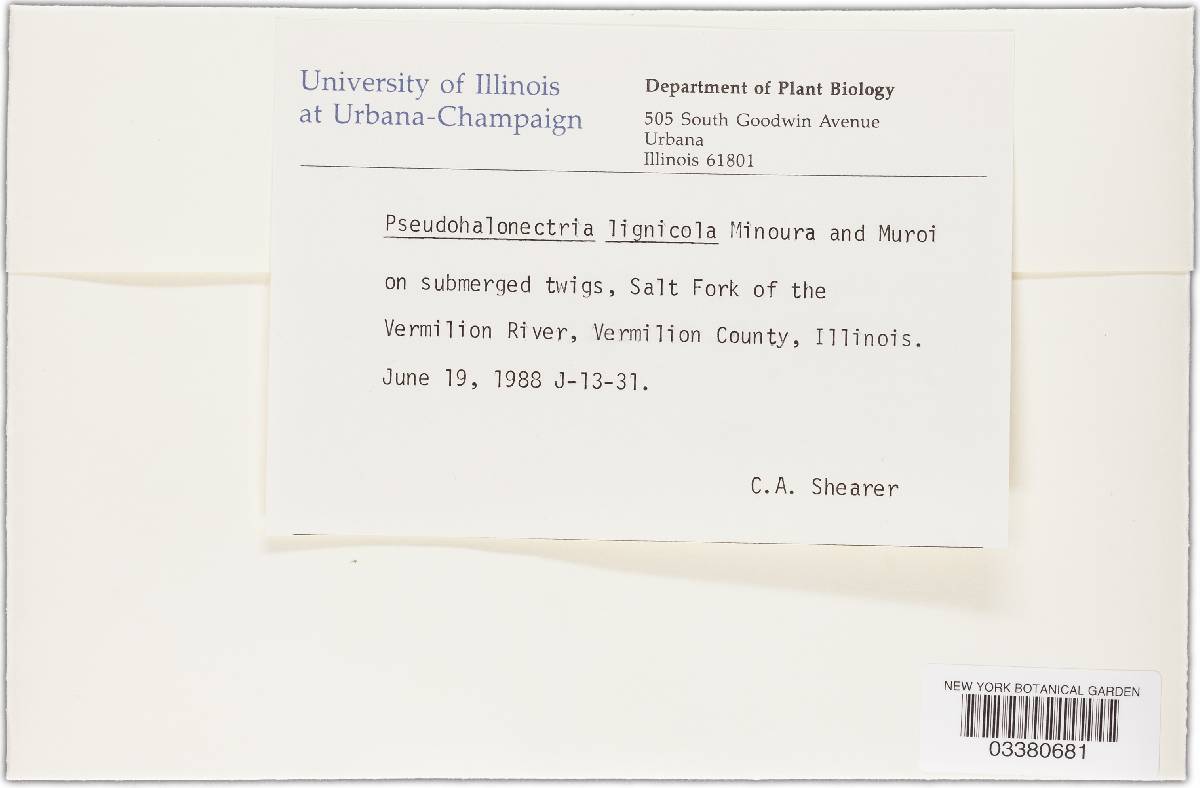 University of Illinois
at Urbana-Champaign
Department of Plant Biology
505 South Goodwin Avenue
Urbana
Illinois 61801
Pseudohalonectria lignicola Minoura and Muroi
on submerged twigs, Salt Fork of the
Vermilion River, Vermilion County, Illinois.
June 19, 1988 J-13-31.
C.A. Shearer
NEW YORK BOTANICAL GARDEN
03380681